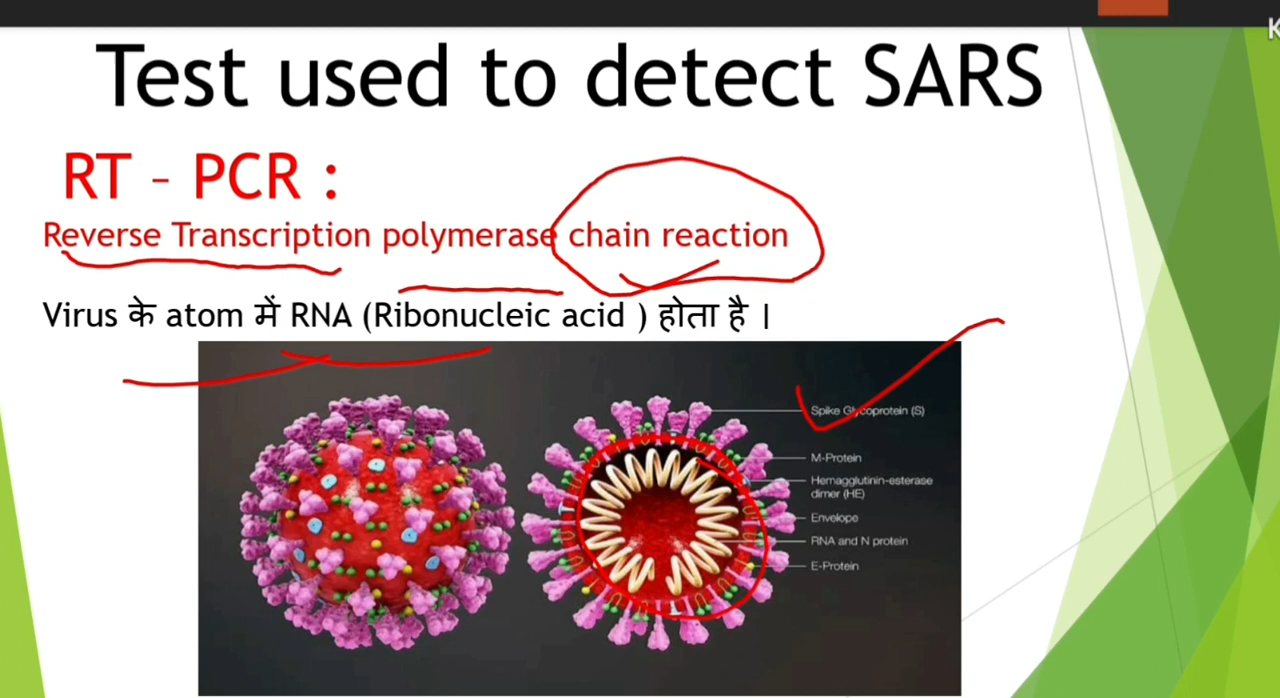 Test used to detect SARS
RT – PCR :
Reverse Transcription polymerase chain reaction
Virus के atom में RNA (Ribonucleic acid ) होता है ।
Spike Glycoprotein (S)
M-Protein
Hemagglutinin-esterase
dimer (HE)
Envelope
RNA and N protein
E-Protein